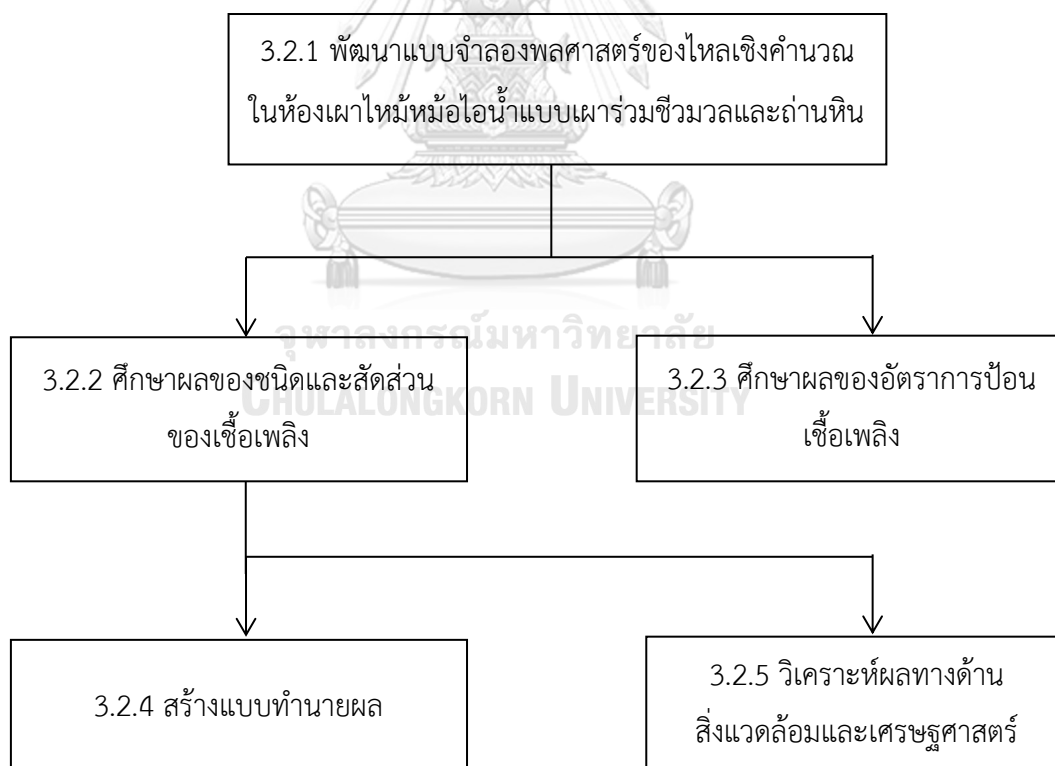 3.2.1 พัฒนาแบบจำลองพลศาสตร์ของไหลเชิงคำนวณ
ในห้องเผาไหม้หม้อไอน้ำแบบเผาร่วมชีวมวลและถ่านหิน
จุฬาลงกรณ์มหาวิทยาลัย
CHULALONGKORN UNIVERSITY
3.2.2 ศึกษาผลของชนิดและสัดส่วน
ของเชื้อเพลิง
3.2.3 ศึกษาผลของอัตราการป้อน
เชื้อเพลิง
3.2.4 สร้างแบบทำนายผล
3.2.5 วิเคราะห์ผลทางด้าน
สิ่งแวดล้อมและเศรษฐศาสตร์